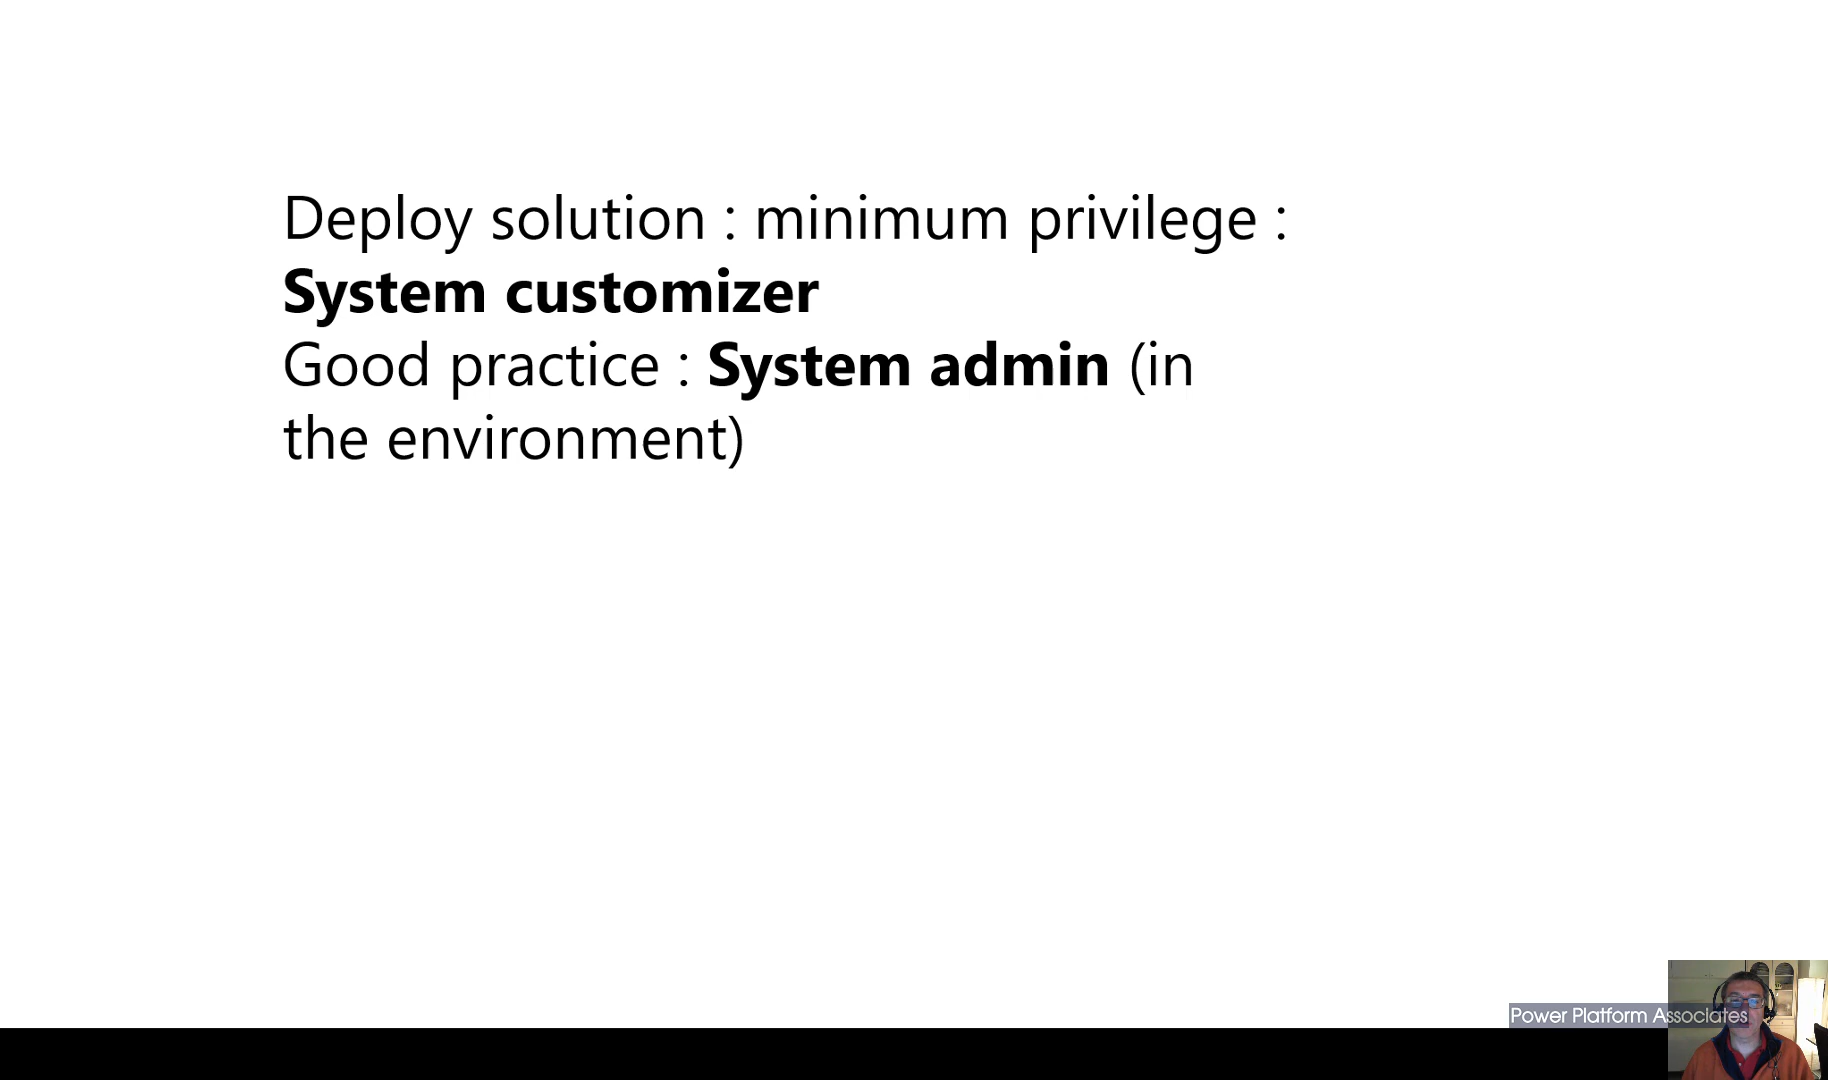 Deploy solution : minimum privilege :
System customizer
Good practice : System admin (in
the environment)
Power Platform Associates